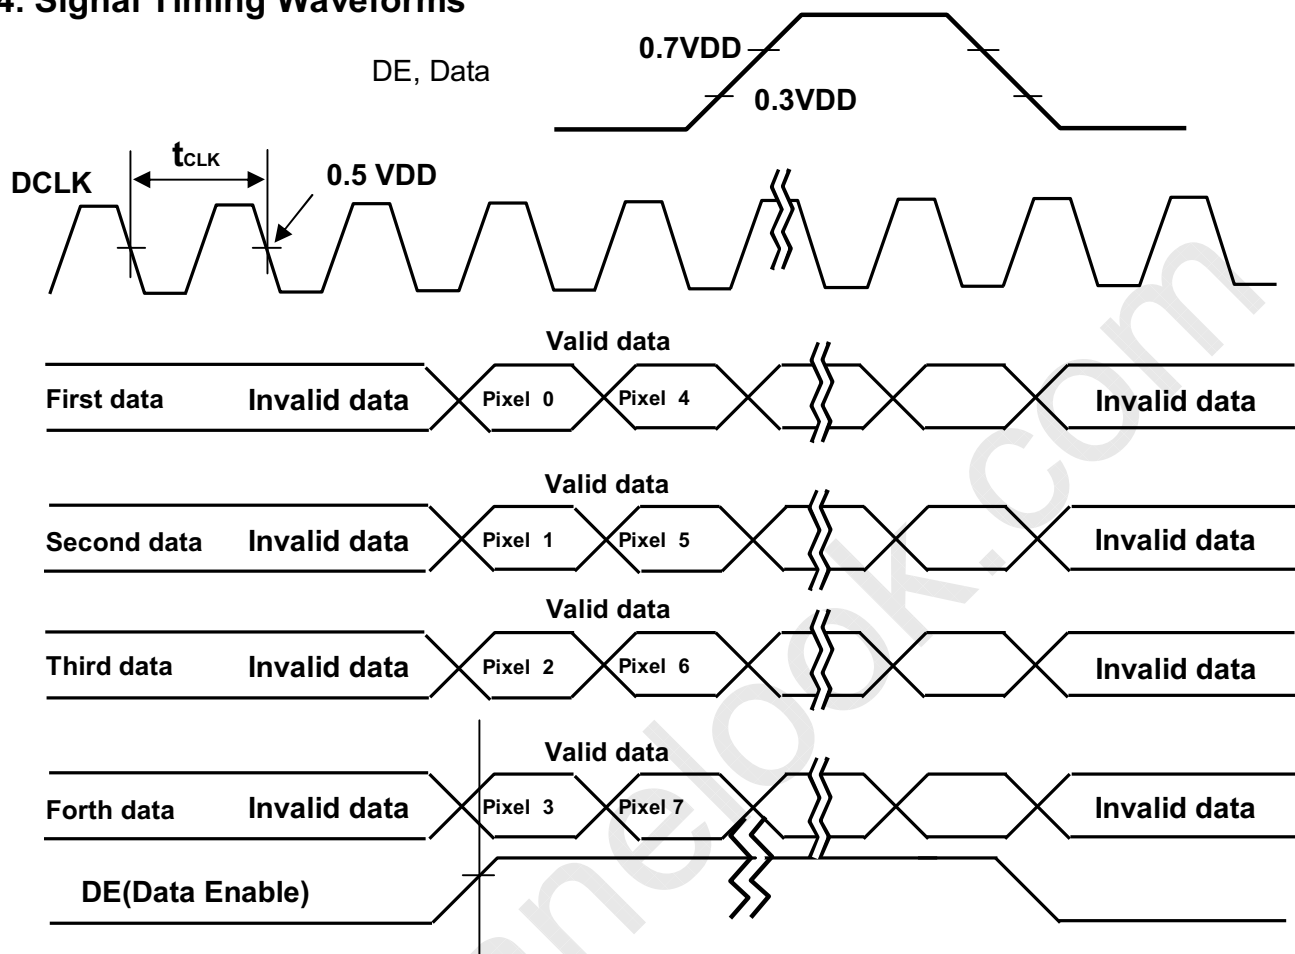 4. Signal Timing Waveforms
0.7VDD
DE, Data
0.3VDD
tCLK
DCLK
0.5 VDD
Valid data
First data Invalid data Pixel 0 Pixel 4 Invalid data
Valid data
Second data Invalid data Pixel 1 Pixel 5 Invalid data
Valid data
Third data Invalid data Pixel 2 Pixel 6 Invalid data
Valid data
Forth data Invalid data Pixel 3 Pixel 7 Invalid data
DE(Data Enable)
nelook.com